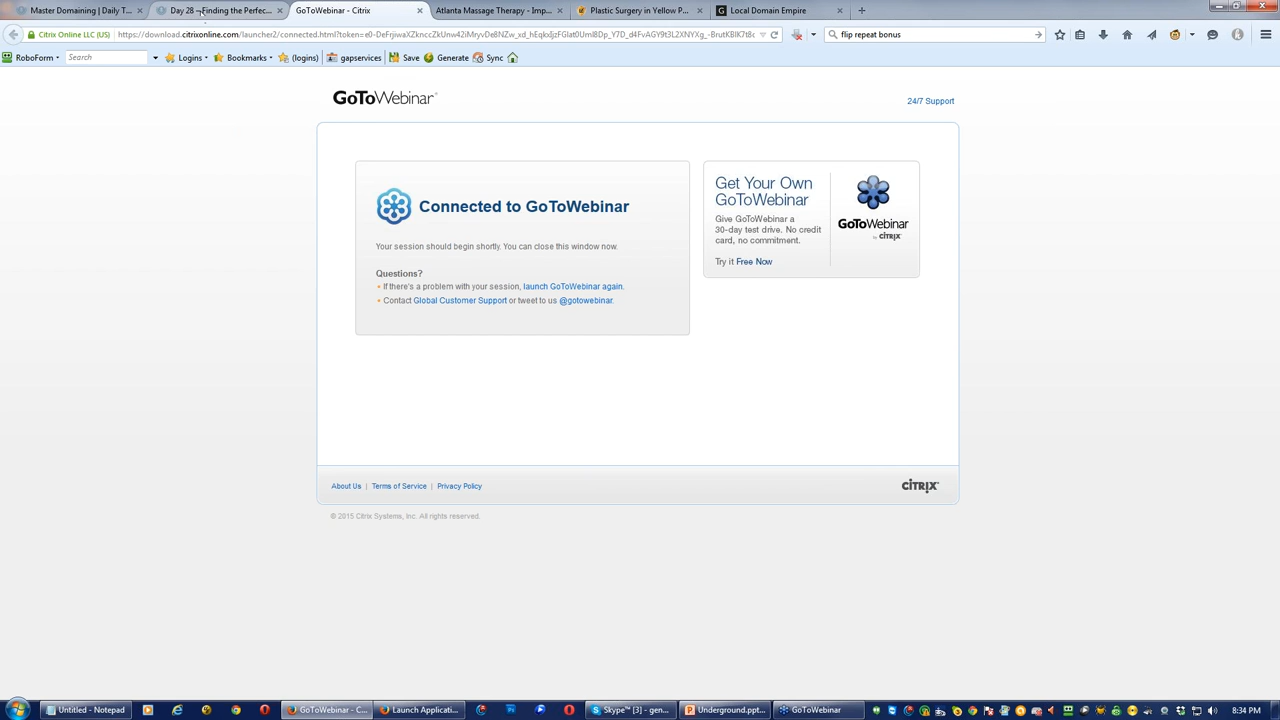 Master Domaining | Daily T...
Day 28 – Finding the Perfec...
GoToWebinar - Citrix
Atlanta Massage Therapy - Imp...
Plastic Surgery in Yellow P...
Local Domain Empire
Citrix Online LLC (US)
flip repeat bonus
RoboForm
Search
Logins
Bookmarks
(logins)
gapservices
Save
Generate
Sync
GoToWebinar
24/7 Support
Connected to GoToWebinar
Your session should begin shortly. You can close this window now.
Questions?
If there's a problem with your session, launch GoToWebinar again.
Contact Global Customer Support or tweet to us @gotowebinar.
Get Your Own
GoToWebinar
Give GoToWebinar a
30-day test drive. No credit
card, no commitment.
Try it Free Now
GoToWebinar
by CITRIX
About Us | Terms of Service | Privacy Policy
CITRIX
© 2015 Citrix Systems, Inc. All rights reserved.
Untitled - Notepad
GoToWebinar - C...
Launch Applicati...
Skype™ [3] - gen...
Underground.ppt...
GoToWebinar
8:34 PM